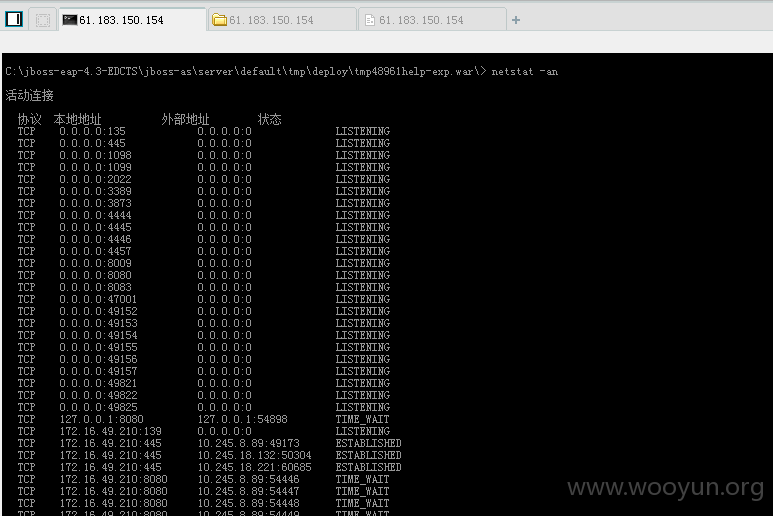 61.183.150.154 61.183.150.154 61.183.150.154
C:\jboss-eap-4.3-EDCTS\jboss-as\server\default\tmp\deploy\tmp48961help-exp.war\> netstat -an
活动连接
协议 本地地址 外部地址 状态
TCP 0.0.0.0:135 0.0.0.0:0 LISTENING
TCP 0.0.0.0:445 0.0.0.0:0 LISTENING
TCP 0.0.0.0:1098 0.0.0.0:0 LISTENING
TCP 0.0.0.0:1099 0.0.0.0:0 LISTENING
TCP 0.0.0.0:2022 0.0.0.0:0 LISTENING
TCP 0.0.0.0:3389 0.0.0.0:0 LISTENING
TCP 0.0.0.0:3873 0.0.0.0:0 LISTENING
TCP 0.0.0.0:4444 0.0.0.0:0 LISTENING
TCP 0.0.0.0:4445 0.0.0.0:0 LISTENING
TCP 0.0.0.0:4446 0.0.0.0:0 LISTENING
TCP 0.0.0.0:4457 0.0.0.0:0 LISTENING
TCP 0.0.0.0:8009 0.0.0.0:0 LISTENING
TCP 0.0.0.0:8080 0.0.0.0:0 LISTENING
TCP 0.0.0.0:8083 0.0.0.0:0 LISTENING
TCP 0.0.0.0:47001 0.0.0.0:0 LISTENING
TCP 0.0.0.0:49152 0.0.0.0:0 LISTENING
TCP 0.0.0.0:49153 0.0.0.0:0 LISTENING
TCP 0.0.0.0:49154 0.0.0.0:0 LISTENING
TCP 0.0.0.0:49155 0.0.0.0:0 LISTENING
TCP 0.0.0.0:49156 0.0.0.0:0 LISTENING
TCP 0.0.0.0:49157 0.0.0.0:0 LISTENING
TCP 0.0.0.0:49821 0.0.0.0:0 LISTENING
TCP 0.0.0.0:49822 0.0.0.0:0 LISTENING
TCP 0.0.0.0:49825 0.0.0.0:0 LISTENING
TCP 127.0.0.1:8080 127.0.0.1:54898 TIME_WAIT
TCP 172.16.49.210:139 0.0.0.0:0 LISTENING
TCP 172.16.49.210:445 10.245.8.89:49173 ESTABLISHED
TCP 172.16.49.210:445 10.245.18.132:50304 ESTABLISHED
TCP 172.16.49.210:445 10.245.18.221:60685 ESTABLISHED
TCP 172.16.49.210:8080 10.245.8.89:54446 TIME_WAIT
TCP 172.16.49.210:8080 10.245.8.89:54447 TIME_WAIT
TCP 172.16.49.210:8080 10.245.8.89:54448 TIME_WAIT
TCP 172.16.49.210:8080 10.245.8.89:54449 TIME_WAIT
www.wooyun.org